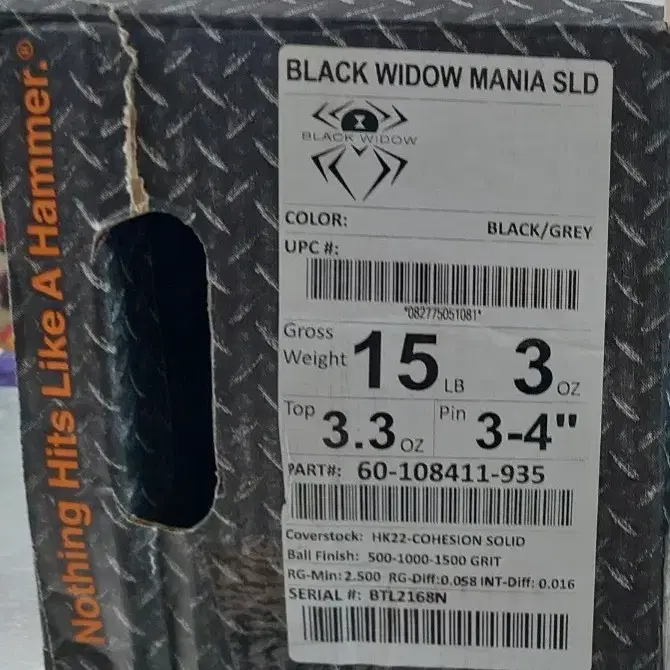 Nothing Hits Like A Hammer.®
BLACK WIDOW MANIA SLD
BLACK WIDOW
COLOR: BLACK/GREY
UPC #:
*082775051081*
Gross Weight 15 LB 3 OZ
Top 3.3 OZ Pin 3-4"
PART#: 60-108411-935
Coverstock: HK22-COHESION SOLID
Ball Finish: 500-1000-1500 GRIT
RG-Min: 2.500 RG-Diff:0.058 INT-Diff: 0.016
SERIAL #: BTL2168N